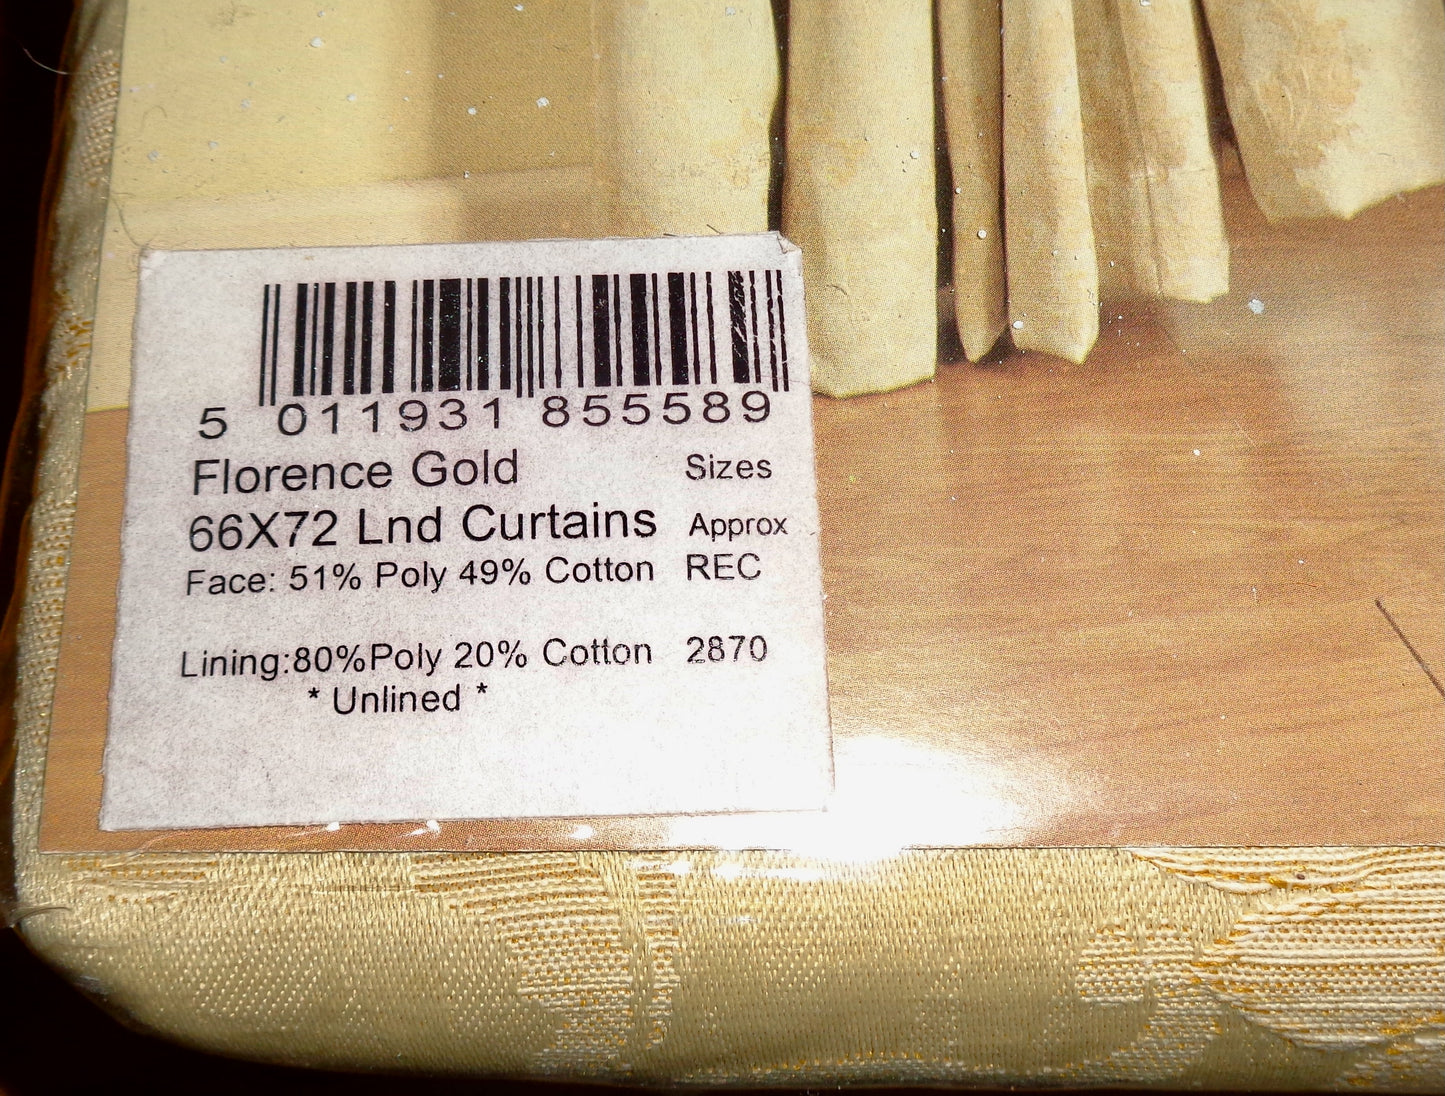 5 011931 855589
Florence Gold Sizes
66X72 Lnd Curtains Approx
Face: 51% Poly 49% Cotton REC
Lining:80%Poly 20% Cotton 2870
* Unlined *